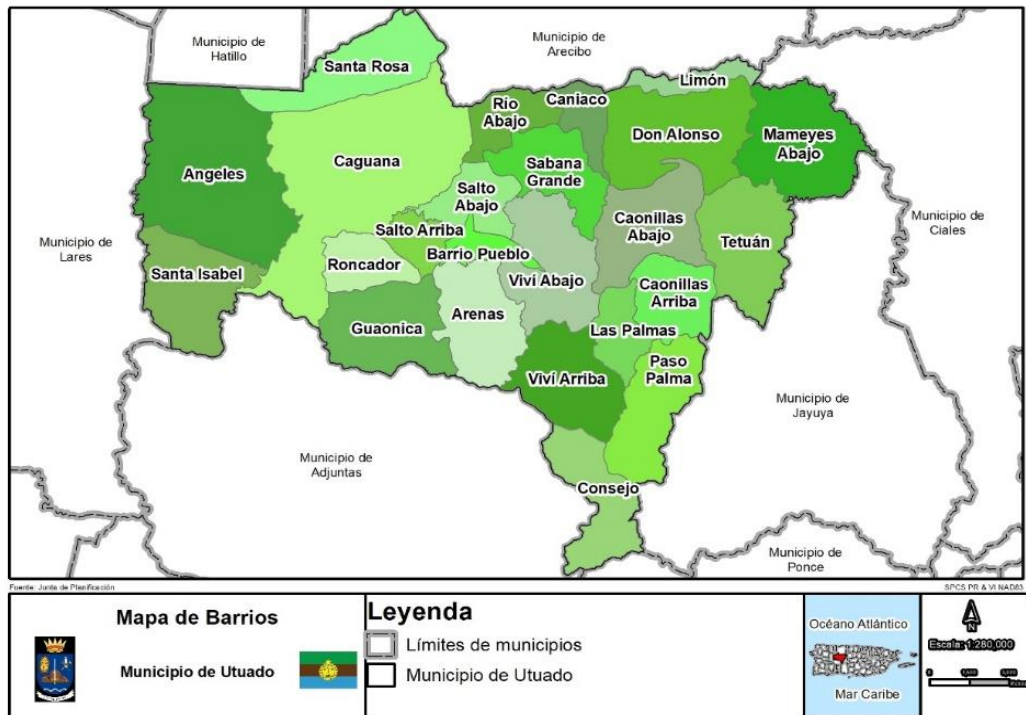 Municipio de
Hatillo
Municipio de
Arecibo
Santa Rosa
Limón
Río
Abajo
Caniaco
Don Alonso
Mameyes
Abajo
Angeles
Caguana
Sabana
Grande
Salto
Abajo
Caonillas
Abajo
Tetuán
Municipio de
Ciales
Municipio de
Lares
Salto Arriba
Barrio Pueblo
Roncador
Santa Isabel
Viví Abajo
Caonillas
Arriba
Arenas
Guaonica
Las Palmas
Paso
Palma
Viví Arriba
Municipio de
Jayuya
Municipio de
Adjuntas
Consejo
Municipio de
Ponce
Fuente: Junta de Planificación
SPCS PR & VI NAD83
Mapa de Barrios
Municipio de Utuado
Leyenda
Límites de municipios
Municipio de Utuado
Océano Atlántico
Mar Caribe
N
Escala: 1:280,000
0